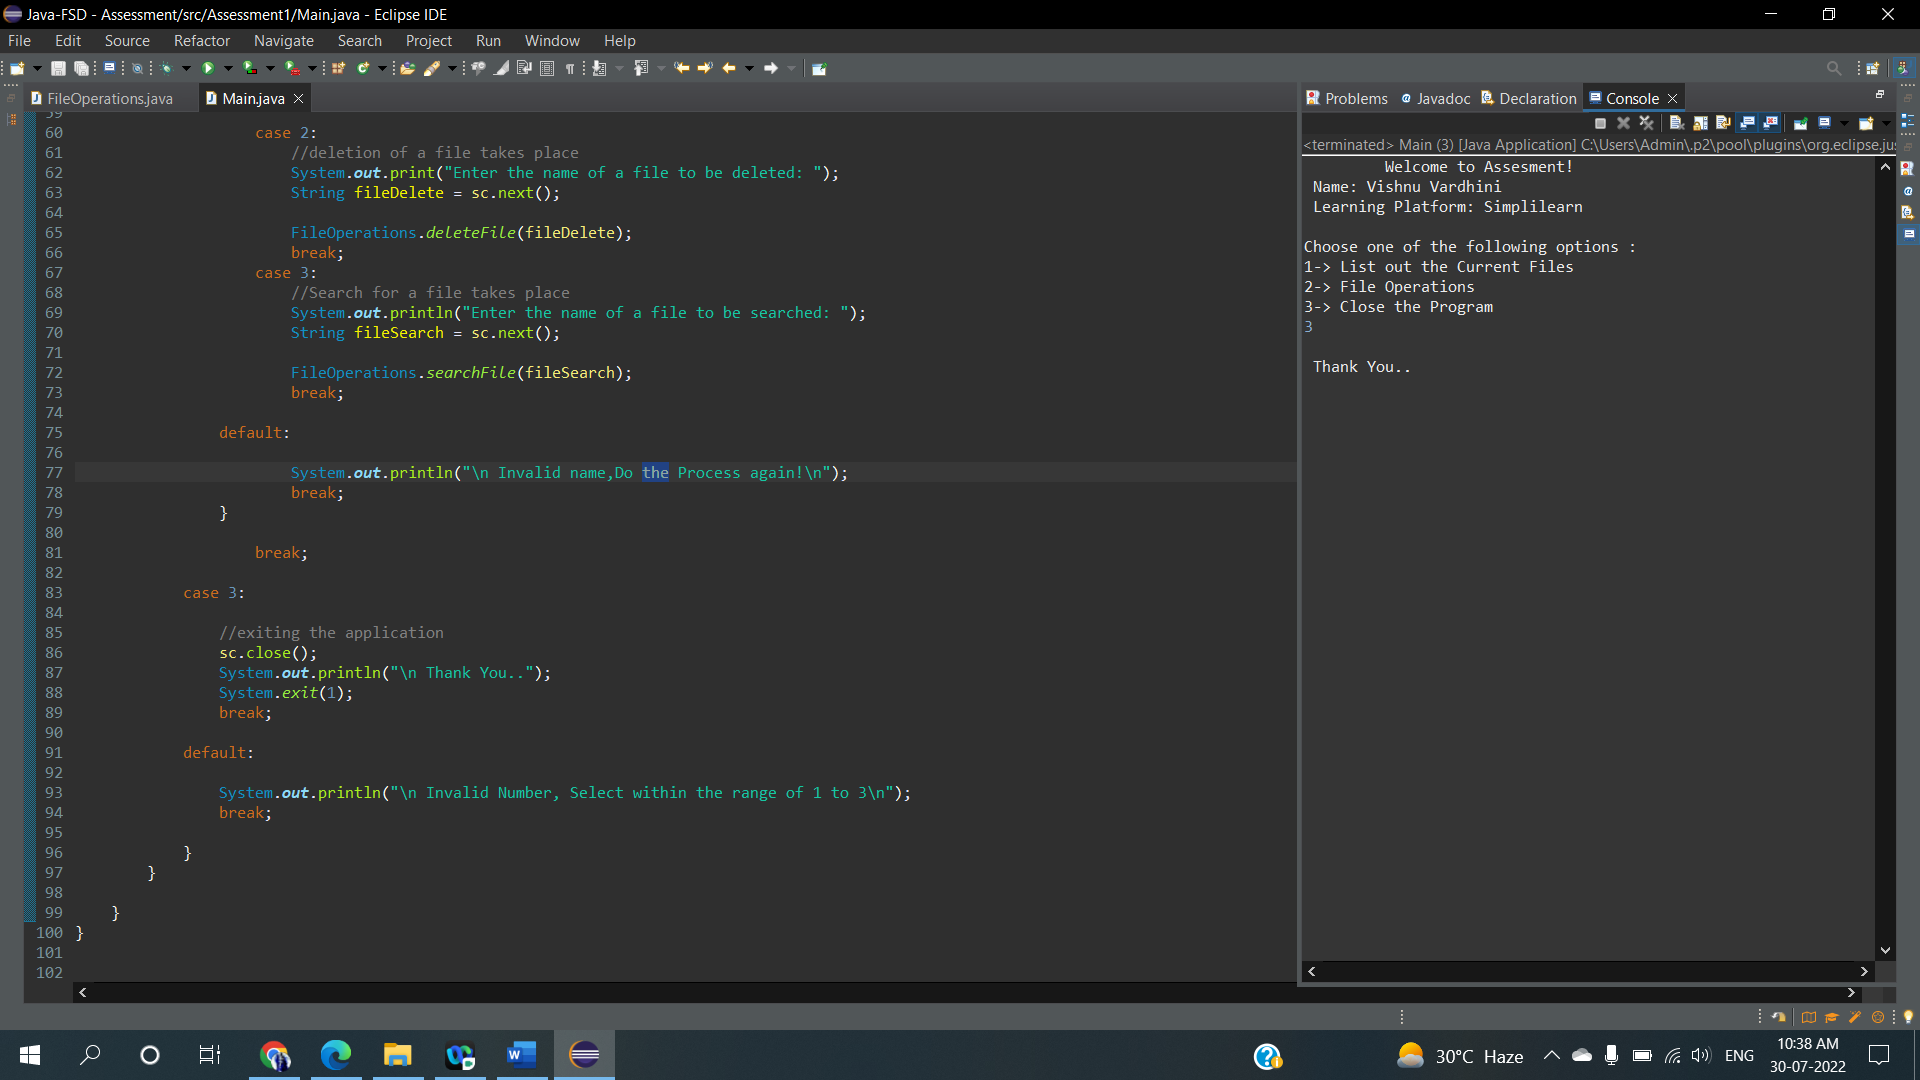 Java-FSD - Assessment/src/Assessment1/Main.java - Eclipse IDE
File Edit Source Refactor Navigate Search Project Run Window Help
FileOperations.java Main.java
59
60 case 2:
61 //deletion of a file takes place
62 System.out.print("Enter the name of a file to be deleted: ");
63 String fileDelete = sc.next();
64
65 FileOperations.deleteFile(fileDelete);
66 break;
67 case 3:
68 //Search for a file takes place
69 System.out.println("Enter the name of a file to be searched: ");
70 String fileSearch = sc.next();
71
72 FileOperations.searchFile(fileSearch);
73 break;
74
75 default:
76
77 System.out.println("\n Invalid name,Do the Process again!\n");
78 break;
79 }
80
81 break;
82
83 case 3:
84
85 //exiting the application
86 sc.close();
87 System.out.println("\n Thank You..");
88 System.exit(1);
89 break;
90
91 default:
92
93 System.out.println("\n Invalid Number, Select within the range of 1 to 3\n");
94 break;
95
96 }
97 }
98
99 }
100 }
101
102
Problems Javadoc Declaration Console
<terminated> Main (3) [Java Application] C:\Users\Admin\.p2\pool\plugins\org.eclipse.jus
Welcome to Assesment!
Name: Vishnu Vardhini
Learning Platform: Simplilearn
Choose one of the following options :
1-> List out the Current Files
2-> File Operations
3-> Close the Program
3
Thank You..
30°C Haze
ENG
10:38 AM
30-07-2022